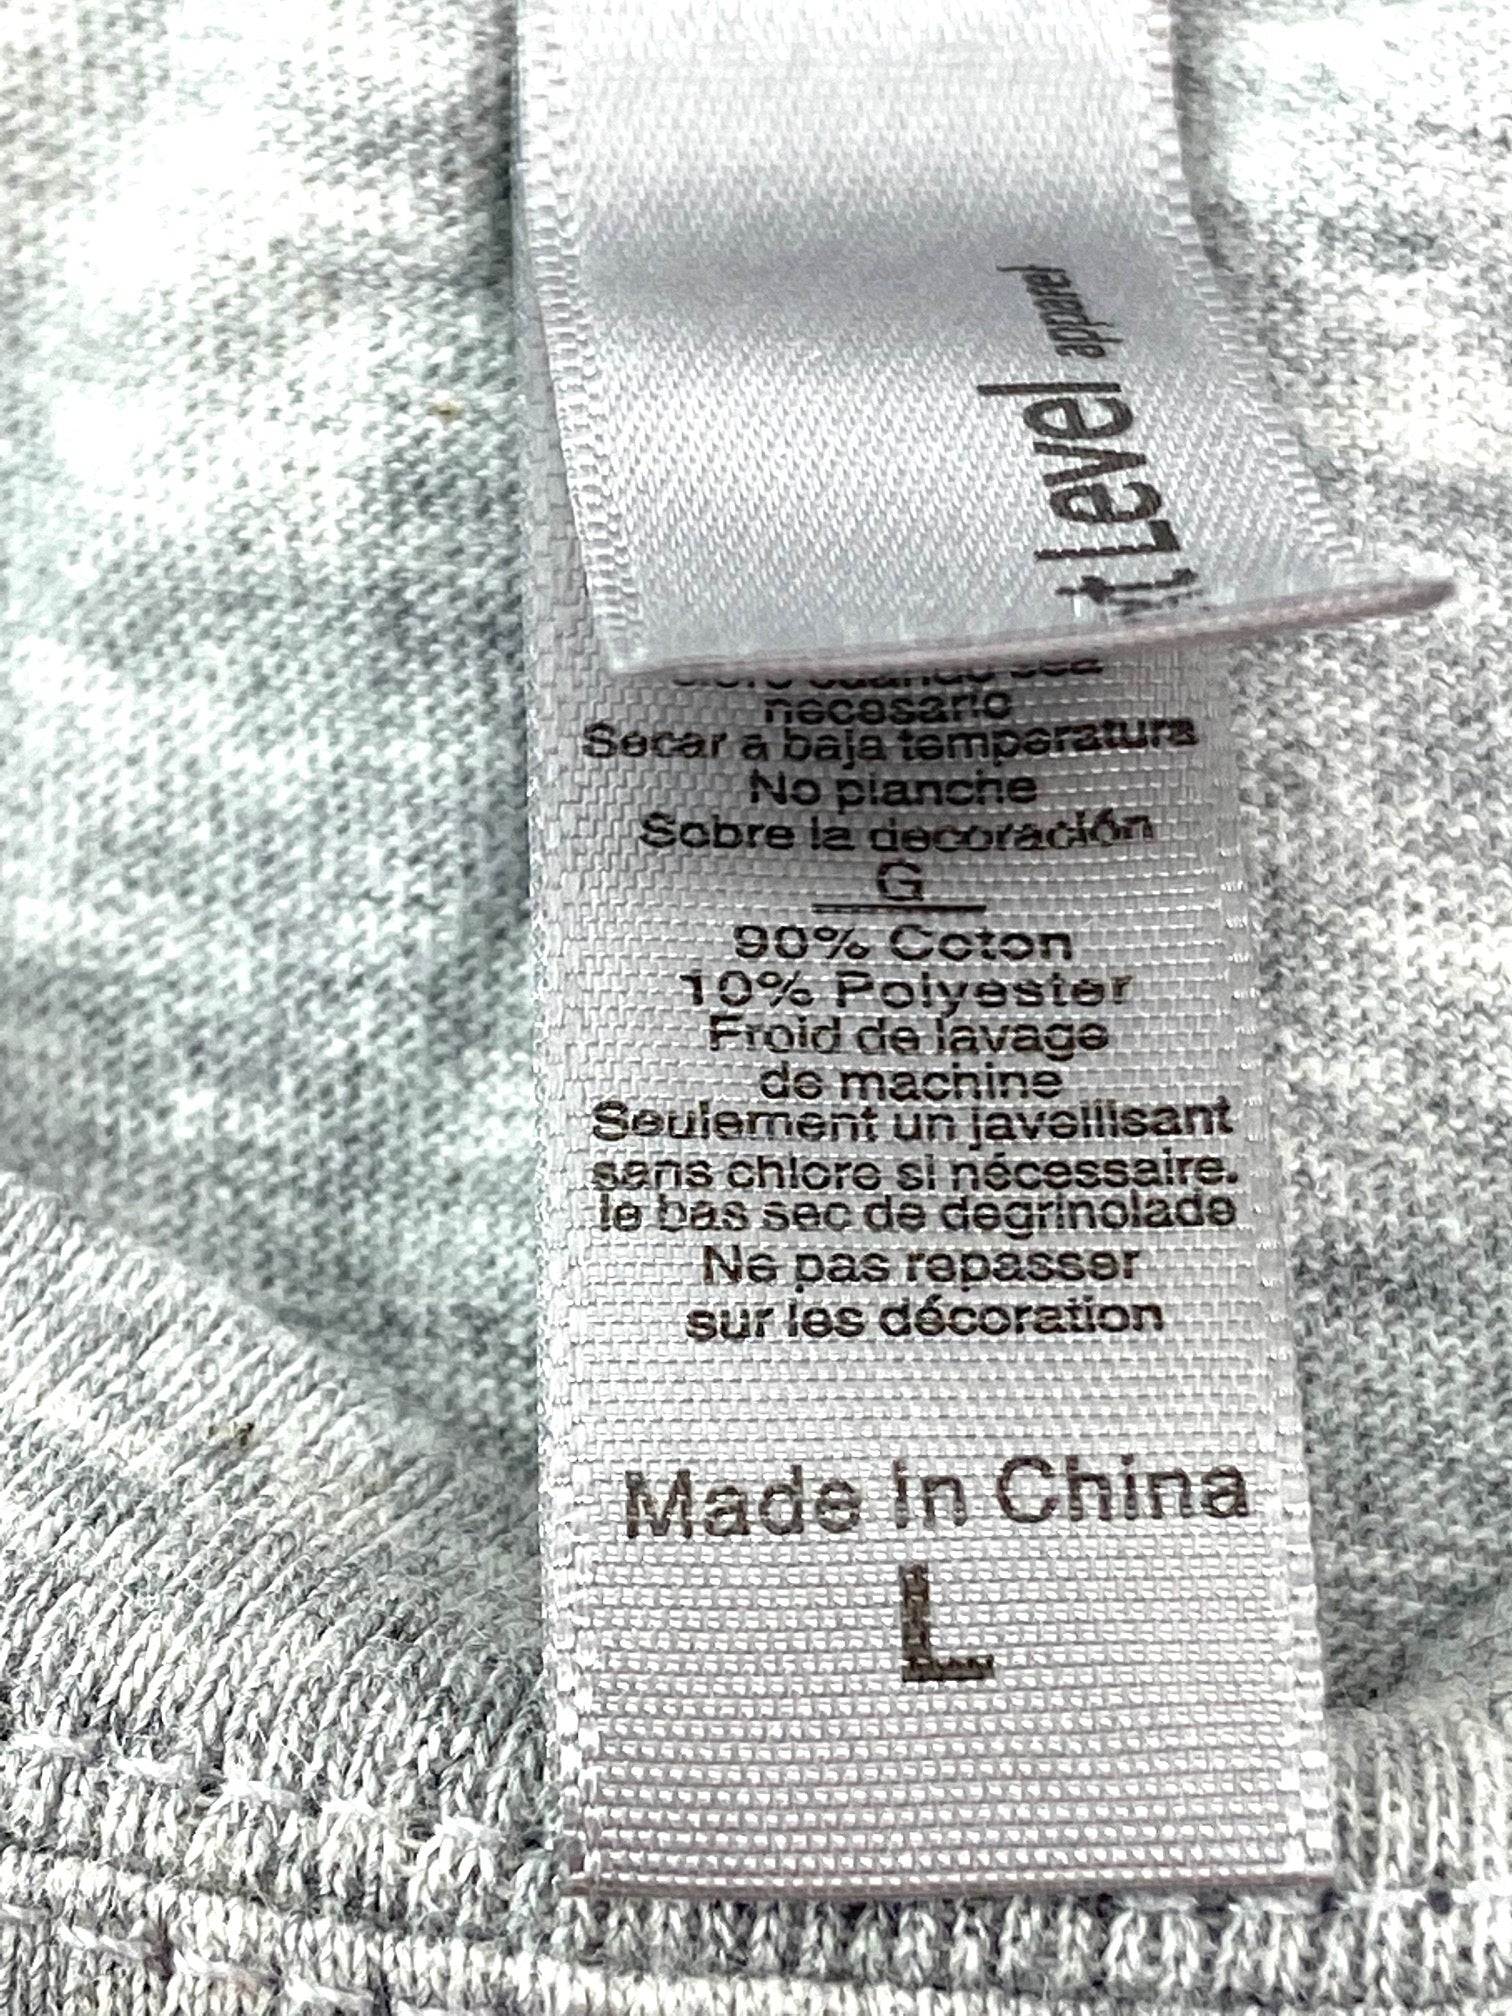 t Level apparel
cuando sea
necesario
Secar a baja temperatura
No planche
Sobre la decoración
G
90% Coton
10% Polyester
Froid de lavage
de machine
Seulement un javellisant
sans chlore si nécessaire.
le bas sec de degrinolade
Ne pas repasser
sur les décoration
Made in China
L